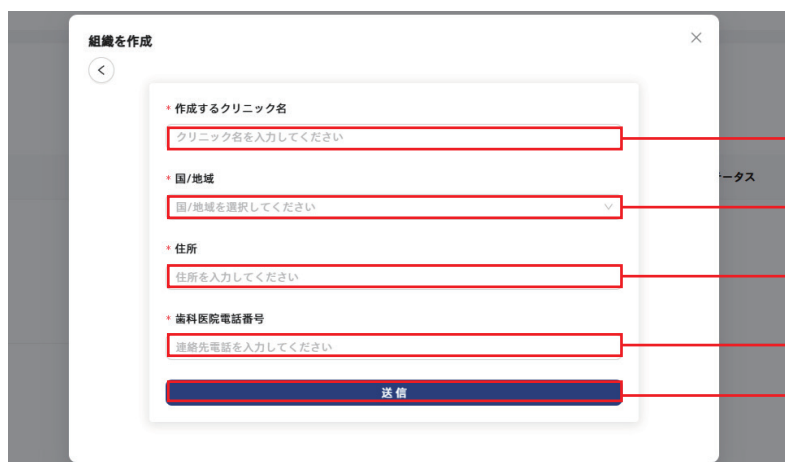 組織を作成
* 作成するクリニック名
クリニック名を入力してください
* 国/地域
ータス
国/地域を選択してください
* 住所
住所を入力してください
* 歯科医院電話番号
連絡先電話を入力してください
送信